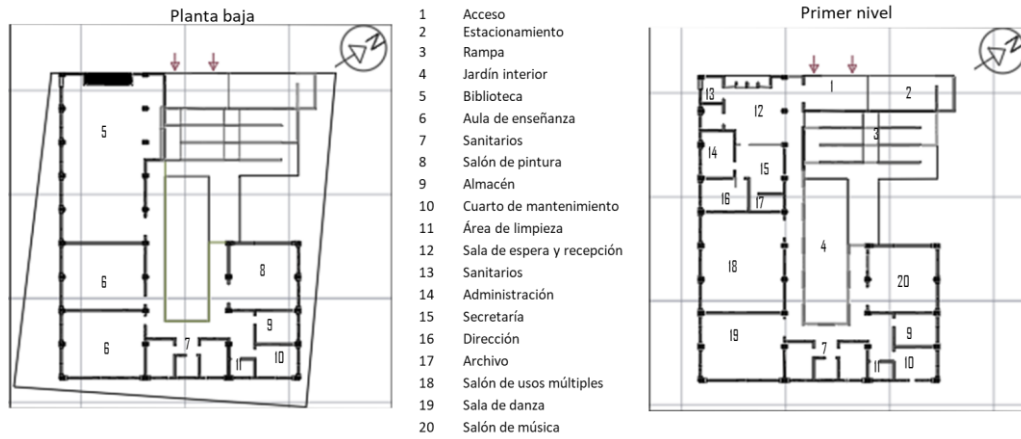 Planta baja
N
5
6
6
7
8
9
10
11
1 Acceso
2 Estacionamiento
3 Rampa
4 Jardín interior
5 Biblioteca
6 Aula de enseñanza
7 Sanitarios
8 Salón de pintura
9 Almacén
10 Cuarto de mantenimiento
11 Área de limpieza
12 Sala de espera y recepción
13 Sanitarios
14 Administración
15 Secretaría
16 Dirección
17 Archivo
18 Salón de usos múltiples
19 Sala de danza
20 Salón de música
Primer nivel
N
1
2
13
12
3
14
15
16
17
4
18
20
19
7
9
11
10